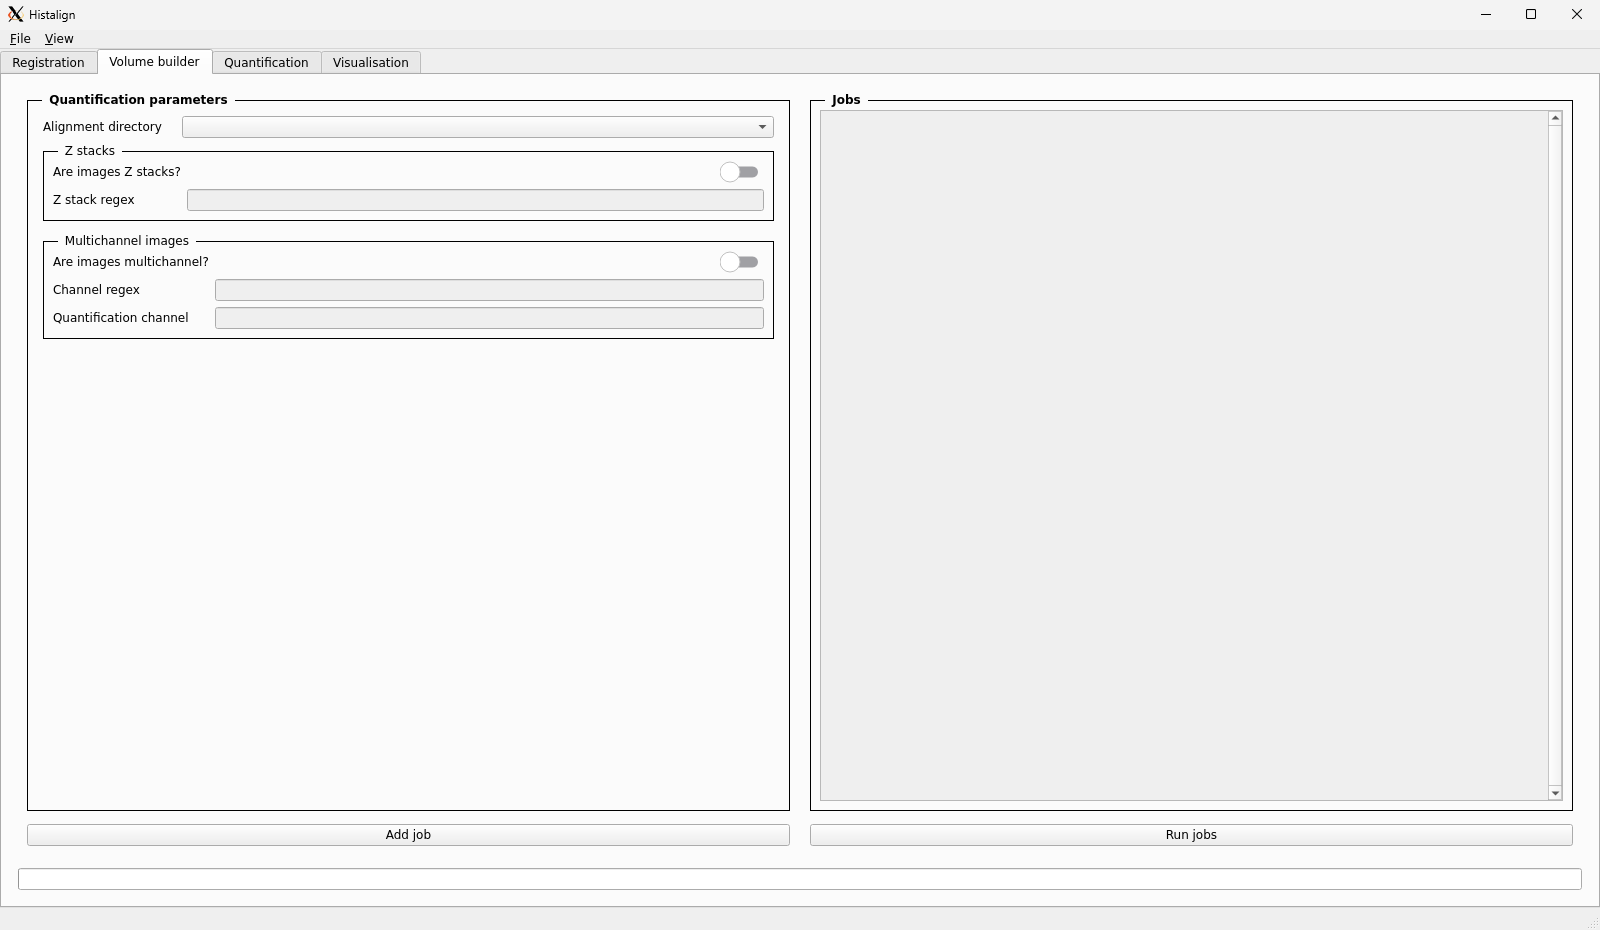 Histalign
File View
Registration Volume builder Quantification Visualisation
Quantification parameters
Alignment directory
Z stacks
Are images Z stacks?
Z stack regex
Multichannel images
Are images multichannel?
Channel regex
Quantification channel
Add job
Jobs
Run jobs